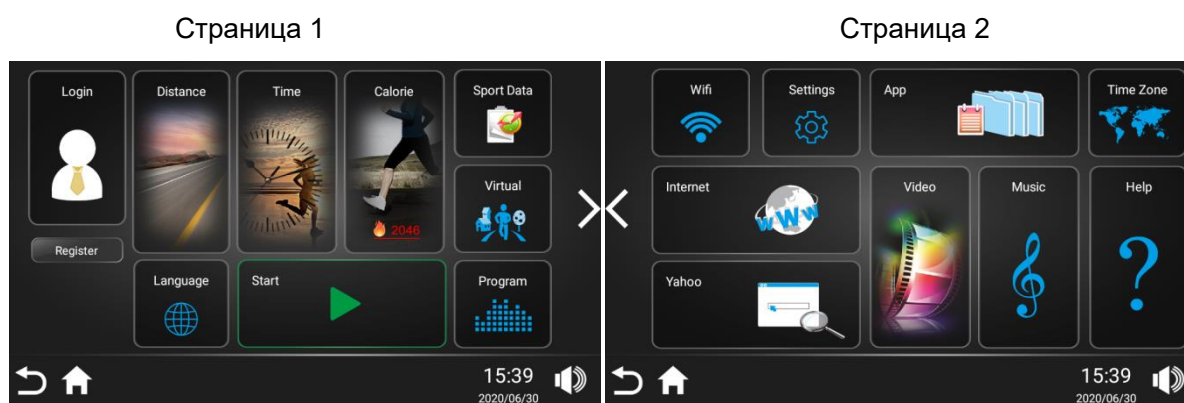 Страница 1
Login
Distance
Time
Calorie
Sport Data
2046
Virtual
Register
Language
Start
Program
15:39
2020/06/30
Страница 2
Wifi
Settings
App
Time Zone
Internet
WWW
Video
Music
Help
Yahoo
15:39
2020/06/30